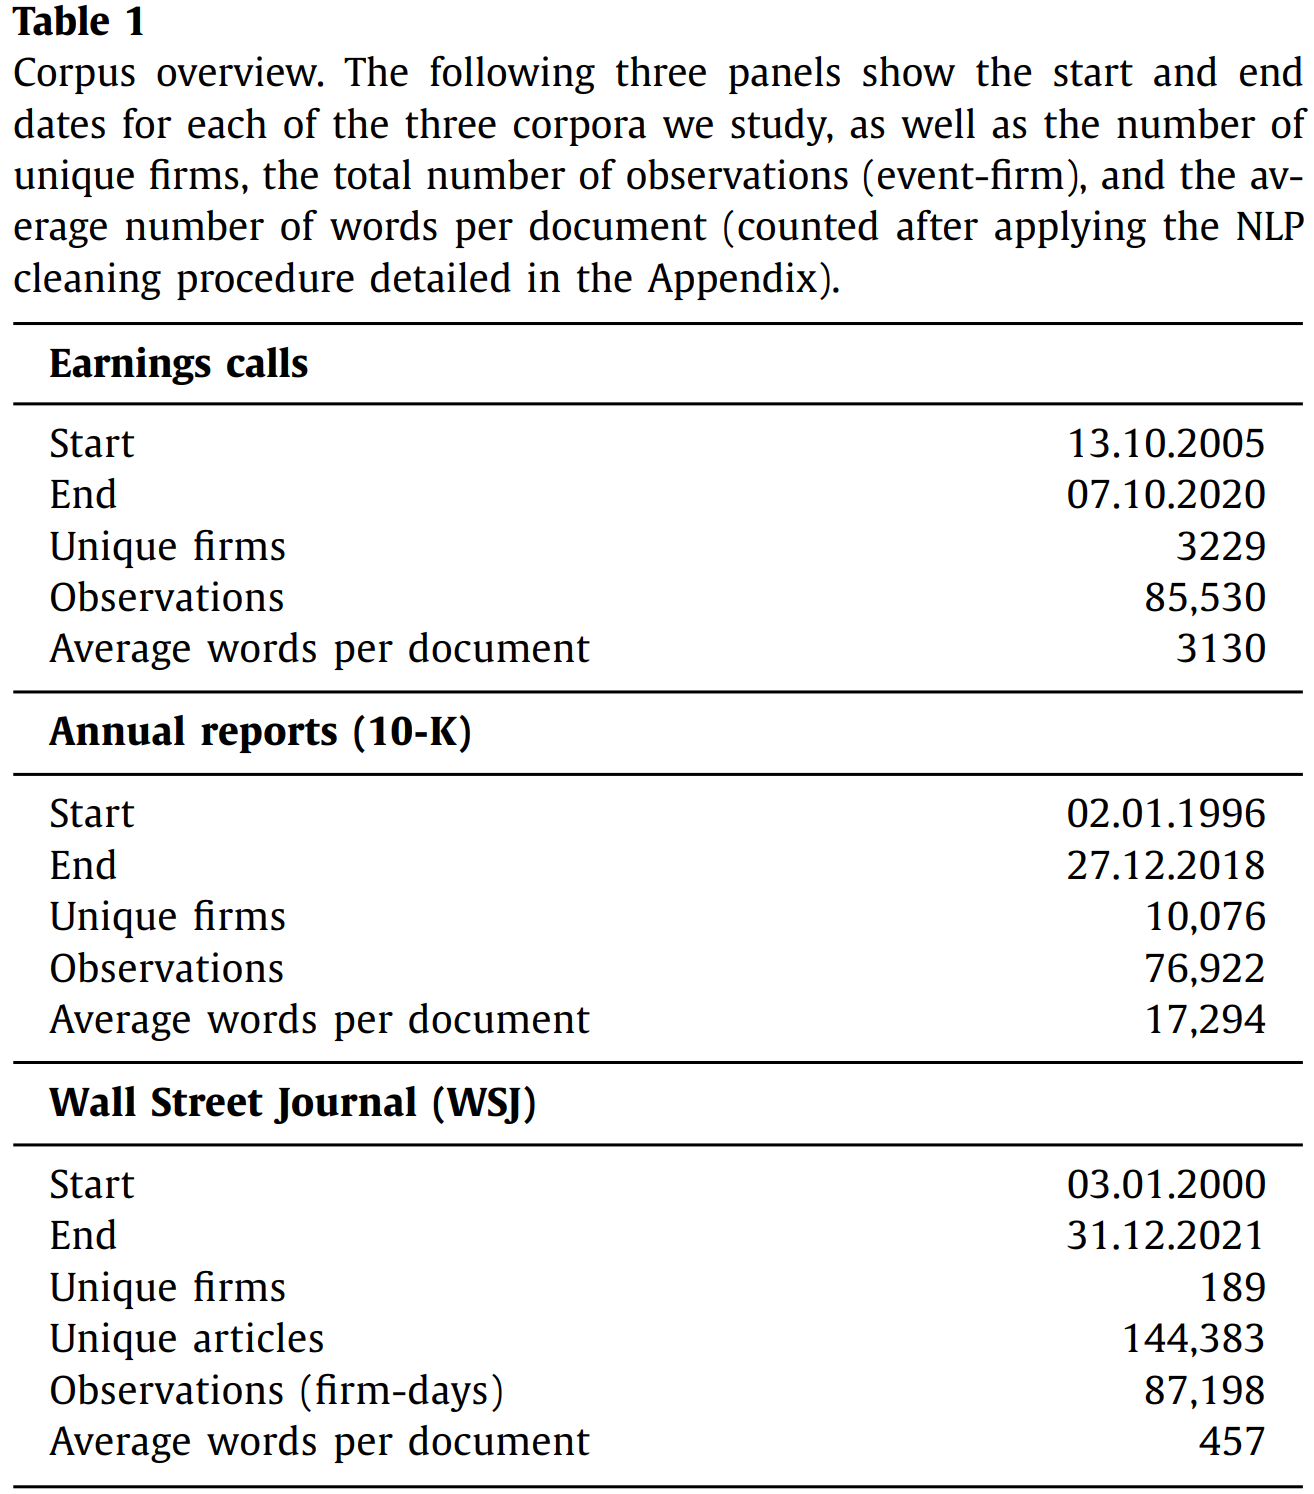 Table 1
Corpus overview. The following three panels show the start and end
dates for each of the three corpora we study, as well as the number of
unique firms, the total number of observations (event-firm), and the av-
erage number of words per document (counted after applying the NLP
cleaning procedure detailed in the Appendix).
Earnings calls
Start 13.10.2005
End 07.10.2020
Unique firms 3229
Observations 85,530
Average words per document 3130
Annual reports (10-K)
Start 02.01.1996
End 27.12.2018
Unique firms 10,076
Observations 76,922
Average words per document 17,294
Wall Street Journal (WSJ)
Start 03.01.2000
End 31.12.2021
Unique firms 189
Unique articles 144,383
Observations (firm-days) 87,198
Average words per document 457